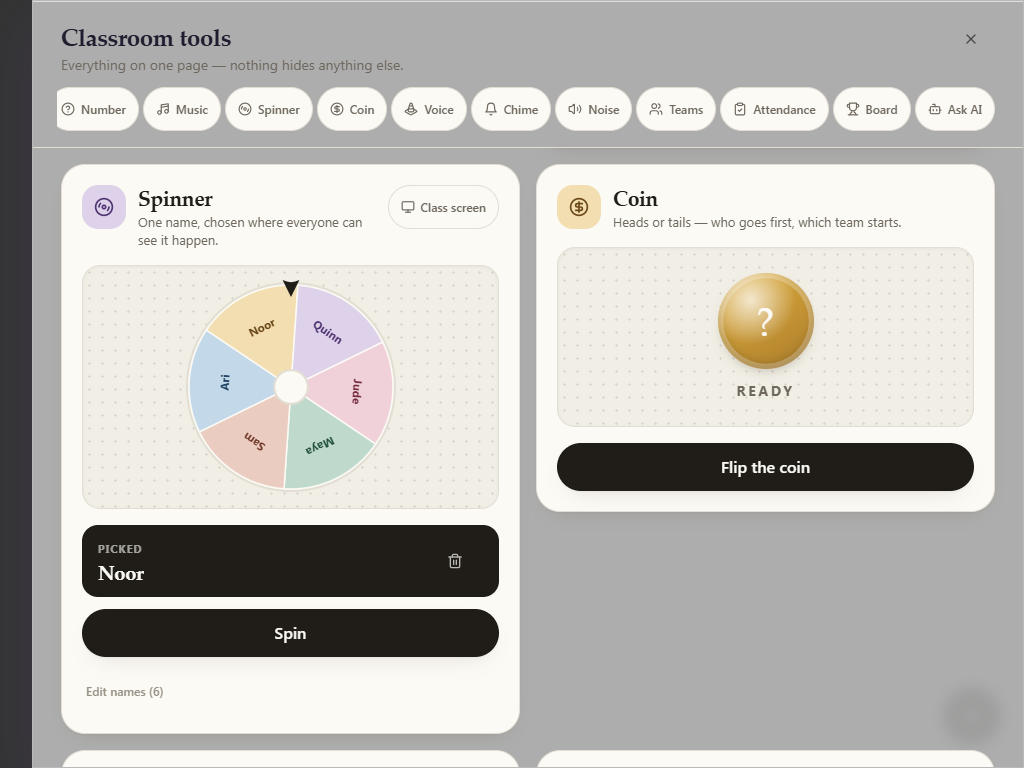 Classroom tools
Everything on one page — nothing hides anything else.
Number
Music
Spinner
Coin
Voice
Chime
Noise
Teams
Attendance
Board
Ask AI
Spinner
One name, chosen where everyone can
see it happen.
Class screen
Noor
Quinn
Ari
Jude
Sam
Maya
PICKED
Noor
Spin
Edit names (6)
Coin
Heads or tails — who goes first, which team starts.
?
READY
Flip the coin